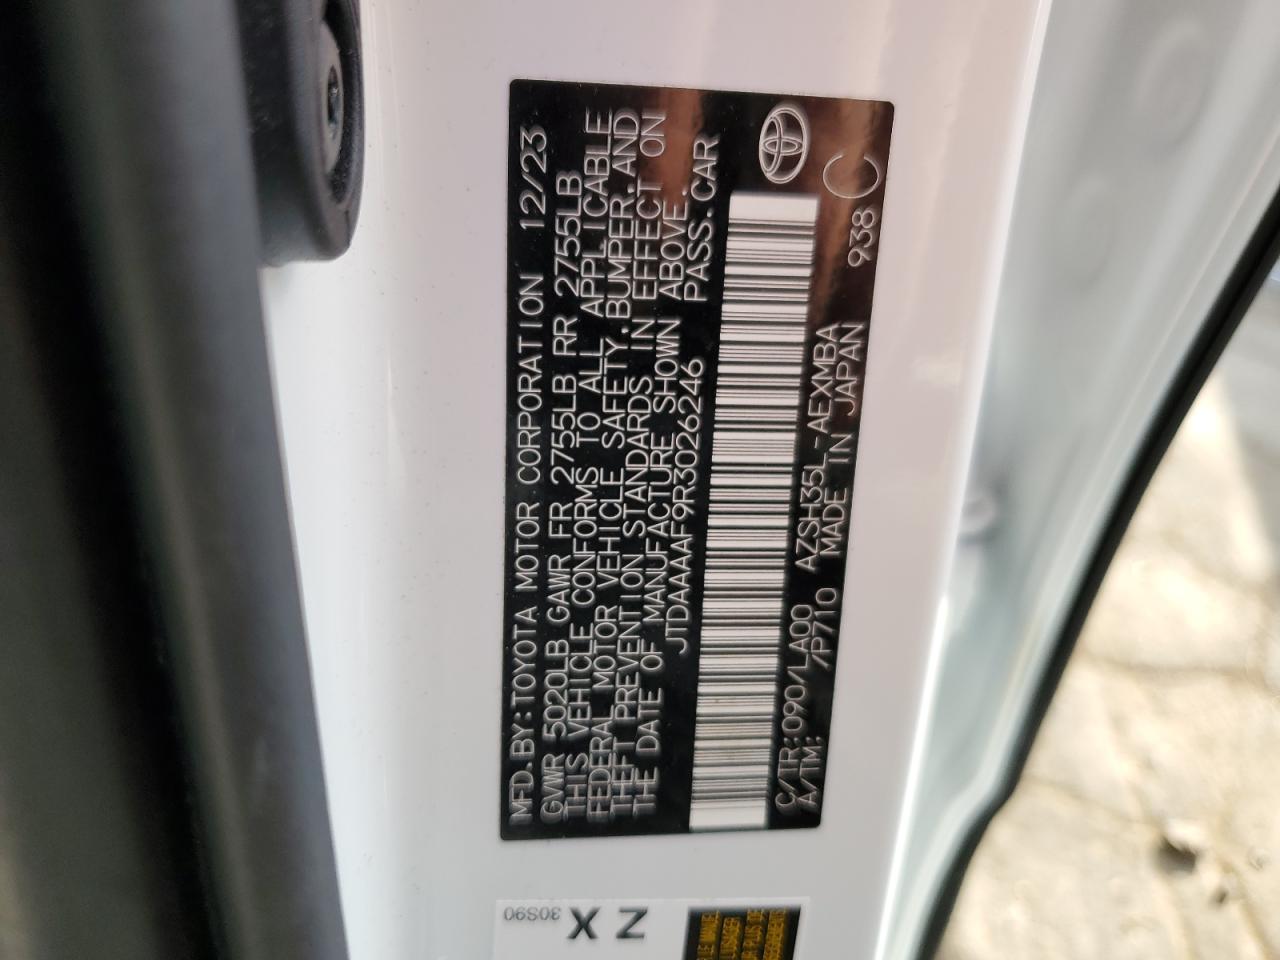 MFD.BY:TOYOTA MOTOR CORPORATION 12/23
GVWR 5020LB GAWR FR 2755LB RR 2755LB
THIS VEHICLE CONFORMS TO ALL APPLICABLE
FEDERAL MOTOR VEHICLE SAFETY,BUMPER,AND
THEFT PREVENTION STANDARDS IN EFFECT ON
THE DATE OF MANUFACTURE SHOWN ABOVE.
JTDAAAAF9R3026246 PASS.CAR
C/TR:090/LA00 AZSH35L-AEXMBA 938 C
A/TM: /P710 MADE IN JAPAN
30S90
X Z